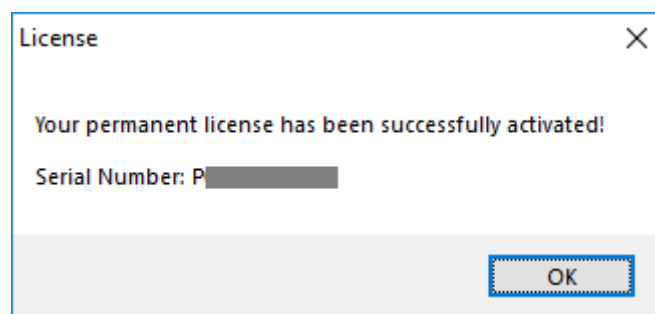 License
Your permanent license has been successfully activated!
Serial Number: P
OK